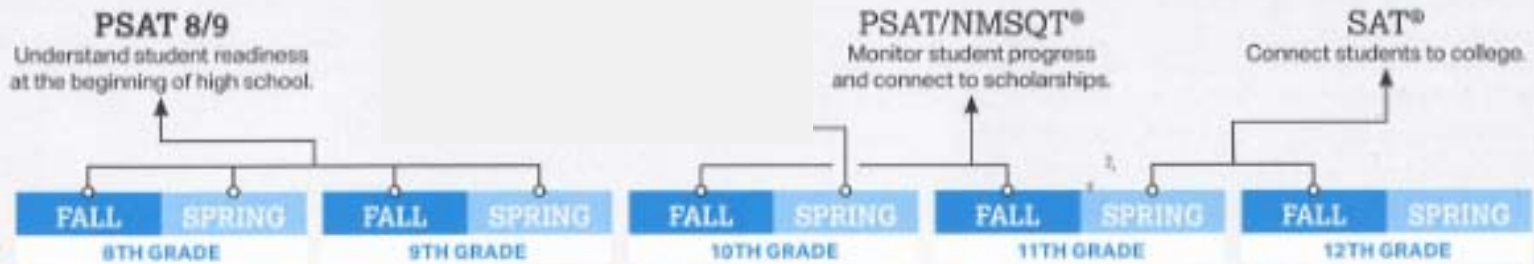 PSAT 8/9
Understand student readiness
at the beginning of high school.
PSAT/NMSQT®
Monitor student progress
and connect to scholarships.
SAT®
Connect students to college.
FALL SPRING FALL SPRING FALL SPRING FALL SPRING FALL SPRING
8TH GRADE 9TH GRADE 10TH GRADE 11TH GRADE 12TH GRADE